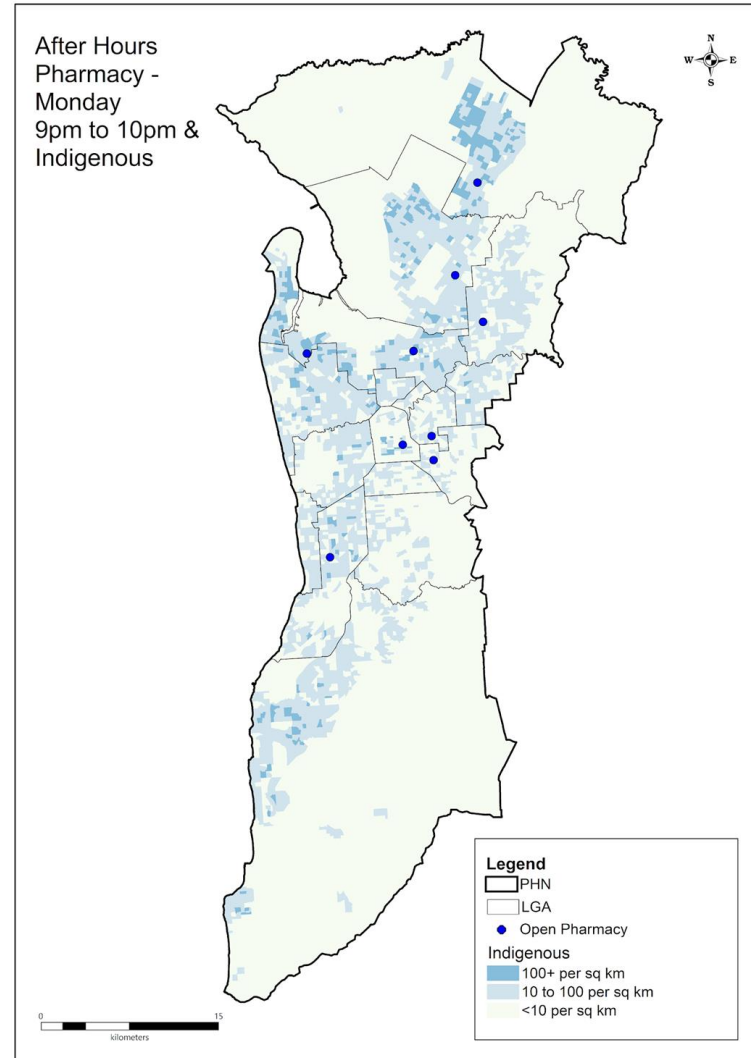 After Hours
Pharmacy -
Monday
9pm to 10pm &
Indigenous
N
W E
S
Legend
PHN
LGA
Open Pharmacy
Indigenous
100+ per sq km
10 to 100 per sq km
<10 per sq km
0 15
kilometers